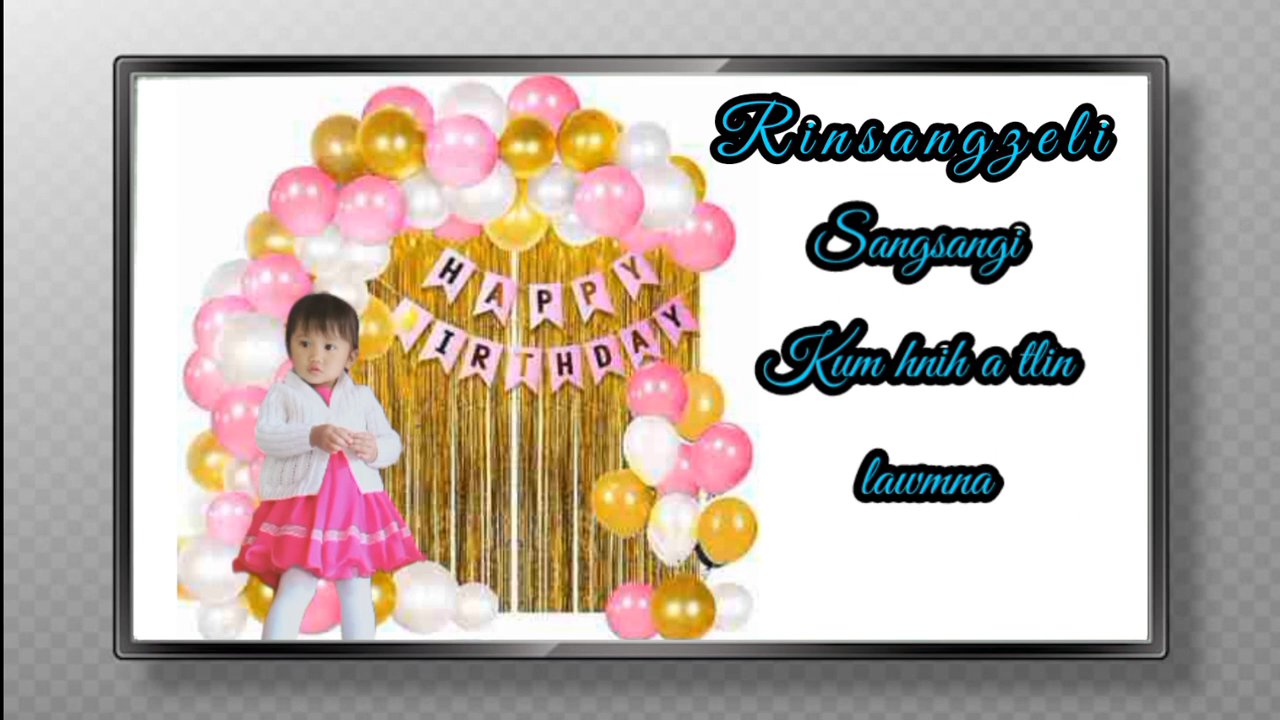 HAPPY
BIRTHDAY
Rinsangzeli
Sangsangi
Kum hnih a tlin
lawmna